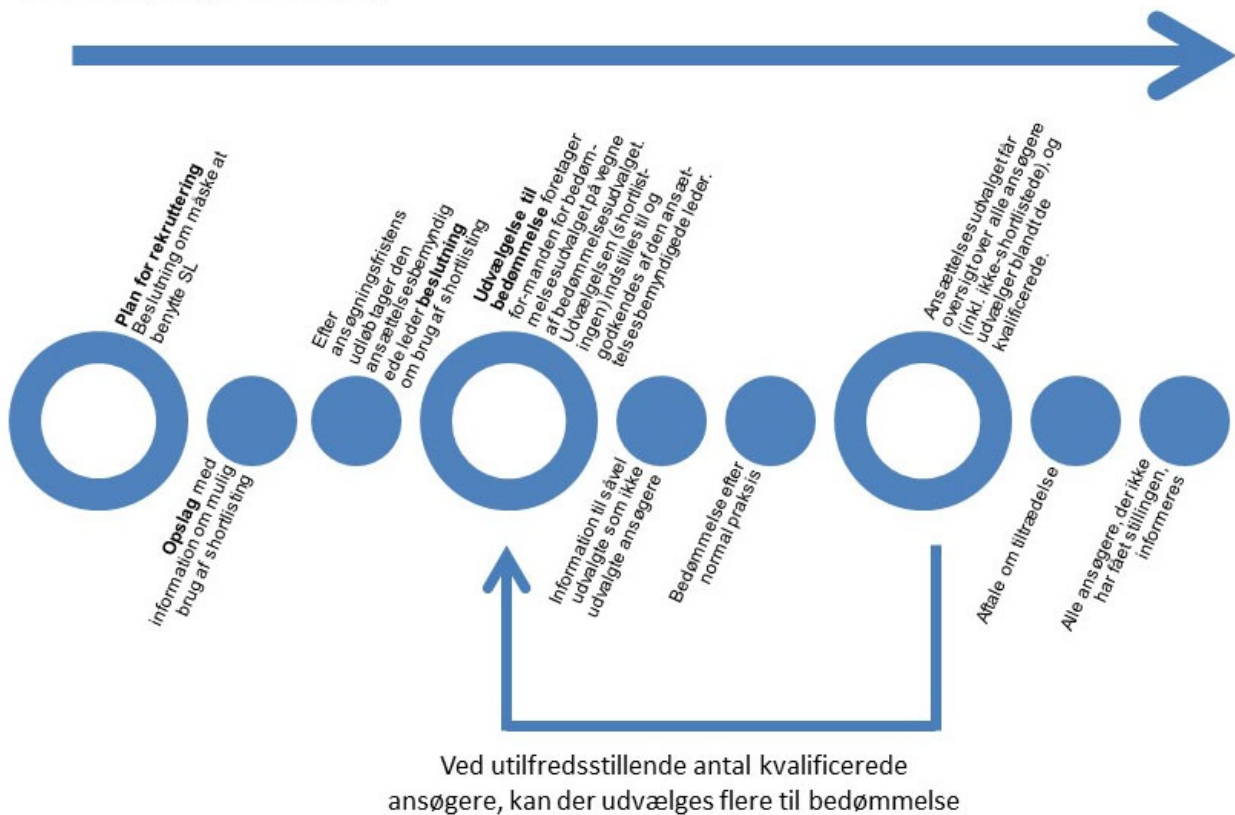 Plan for rekruttering
Beslutning om måske at
benytte SL
Opslag med
information om mulig
brug af shortlisting
Efter
ansøgningsfristens
udløb tager den
ansættelsesbemyndig
ede leder beslutning
om brug af shortlisting
Udvælgelse til
bedømmelse foretager
for-manden for bedøm-
melsesudvalget på vegne
af bedømmelsesudvalget.
Udvælgelsen (shortlist-
ingen) indstilles til og
godkendes af den ansæt-
telsesbemyndigede leder.
Information til såvel
udvalgte som ikke
udvalgte ansøgere
Bedømmelse efter
normal praksis
Ansættelsesudvalget får
oversigt over alle ansøgere
(inkl. ikke-shortlistede), og
udvælger blandt de
kvalificerede.
Aftale om tiltrædelse
Alle ansøgere, der ikke
har fået stillingen,
informeres
Ved utilfredsstillende antal kvalificerede
ansøgere, kan der udvælges flere til bedømmelse